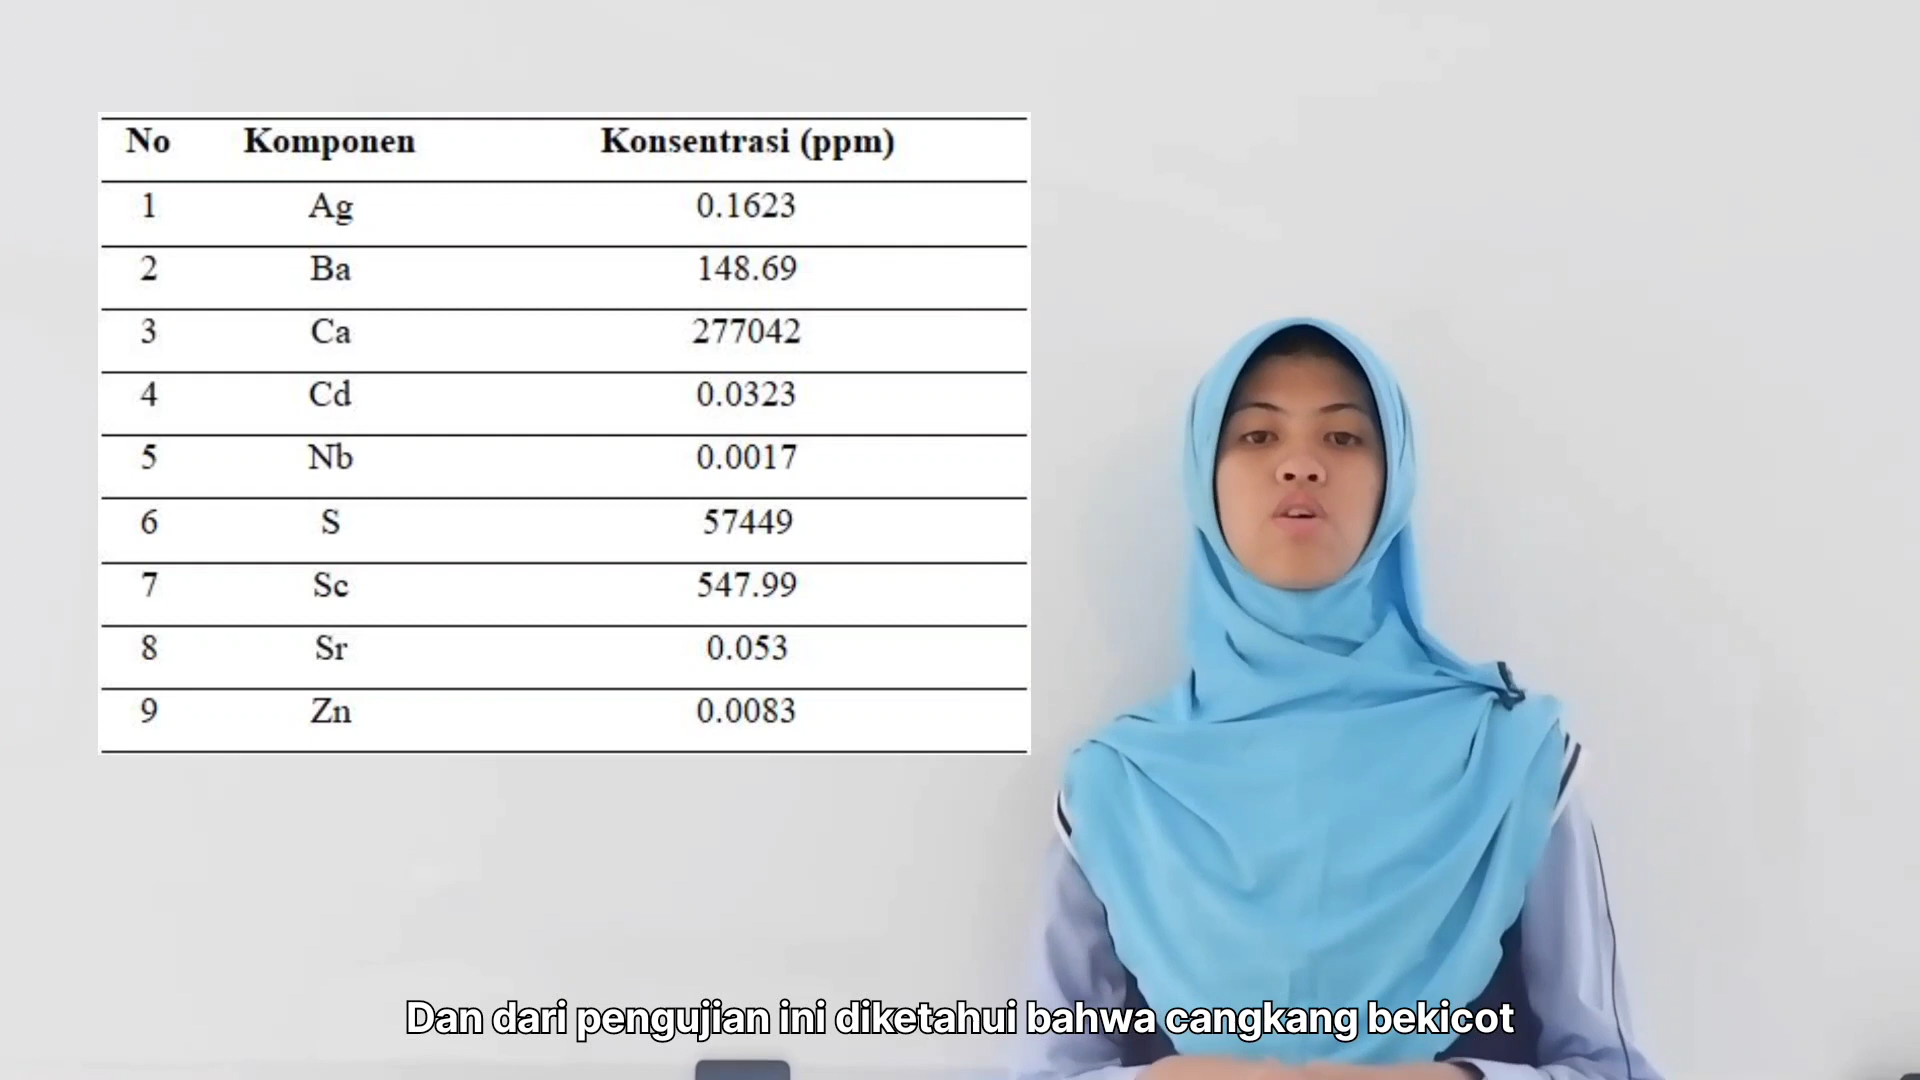 No Komponen Konsentrasi (ppm)
1 Ag 0.1623
2 Ba 148.69
3 Ca 277042
4 Cd 0.0323
5 Nb 0.0017
6 S 57449
7 Sc 547.99
8 Sr 0.053
9 Zn 0.0083
Dan dari pengujian ini diketahui bahwa cangkang bekicot